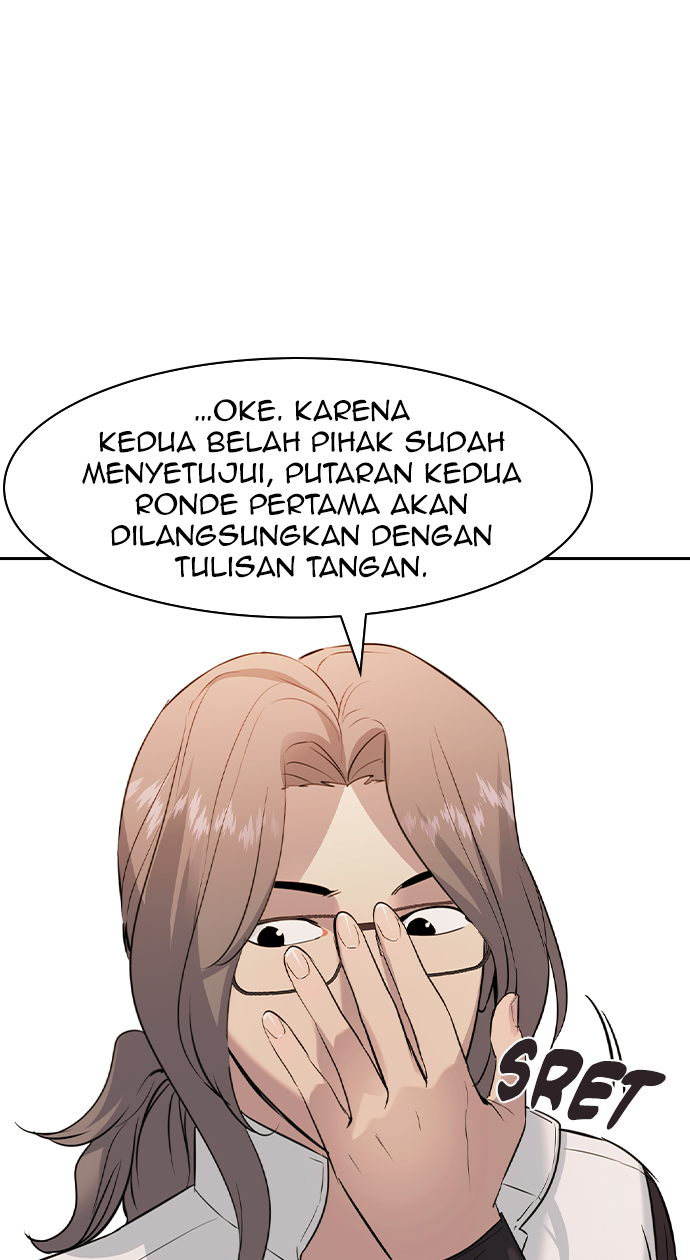 ...OKE. KARENA
KEDUA BELAH PIHAK SUDAH
MENYETUJUI, PUTARAN KEDUA
RONDE PERTAMA AKAN
DILANGSUNGKAN DENGAN
TULISAN TANGAN.
SRET